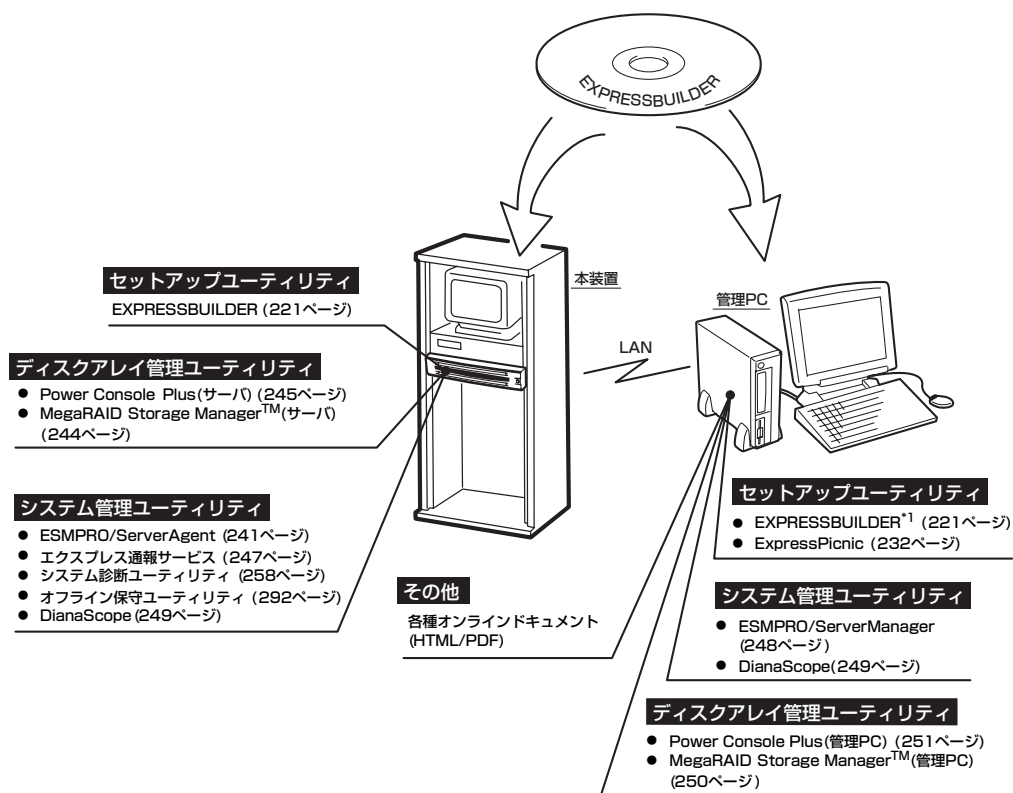 EXPRESSBUILDER
セットアップユーティリティ
EXPRESSBUILDER (221ページ)
ディスクアレイ管理ユーティリティ
● Power Console Plus(サーバ) (245ページ)
● MegaRAID Storage Manager™(サーバ)
(244ページ)
システム管理ユーティリティ
● ESMPRO/ServerAgent (241ページ)
● エクスプレス通報サービス (247ページ)
● システム診断ユーティリティ (258ページ)
● オフライン保守ユーティリティ (292ページ)
● DianaScope (249ページ)
本装置
LAN
管理PC
その他
各種オンラインドキュメント
(HTML/PDF)
セットアップユーティリティ
● EXPRESSBUILDER*1 (221ページ)
● ExpressPicnic (232ページ)
システム管理ユーティリティ
● ESMPRO/ServerManager
(248ページ)
● DianaScope(249ページ)
ディスクアレイ管理ユーティリティ
● Power Console Plus(管理PC) (251ページ)
● MegaRAID Storage Manager™(管理PC)
(250ページ)